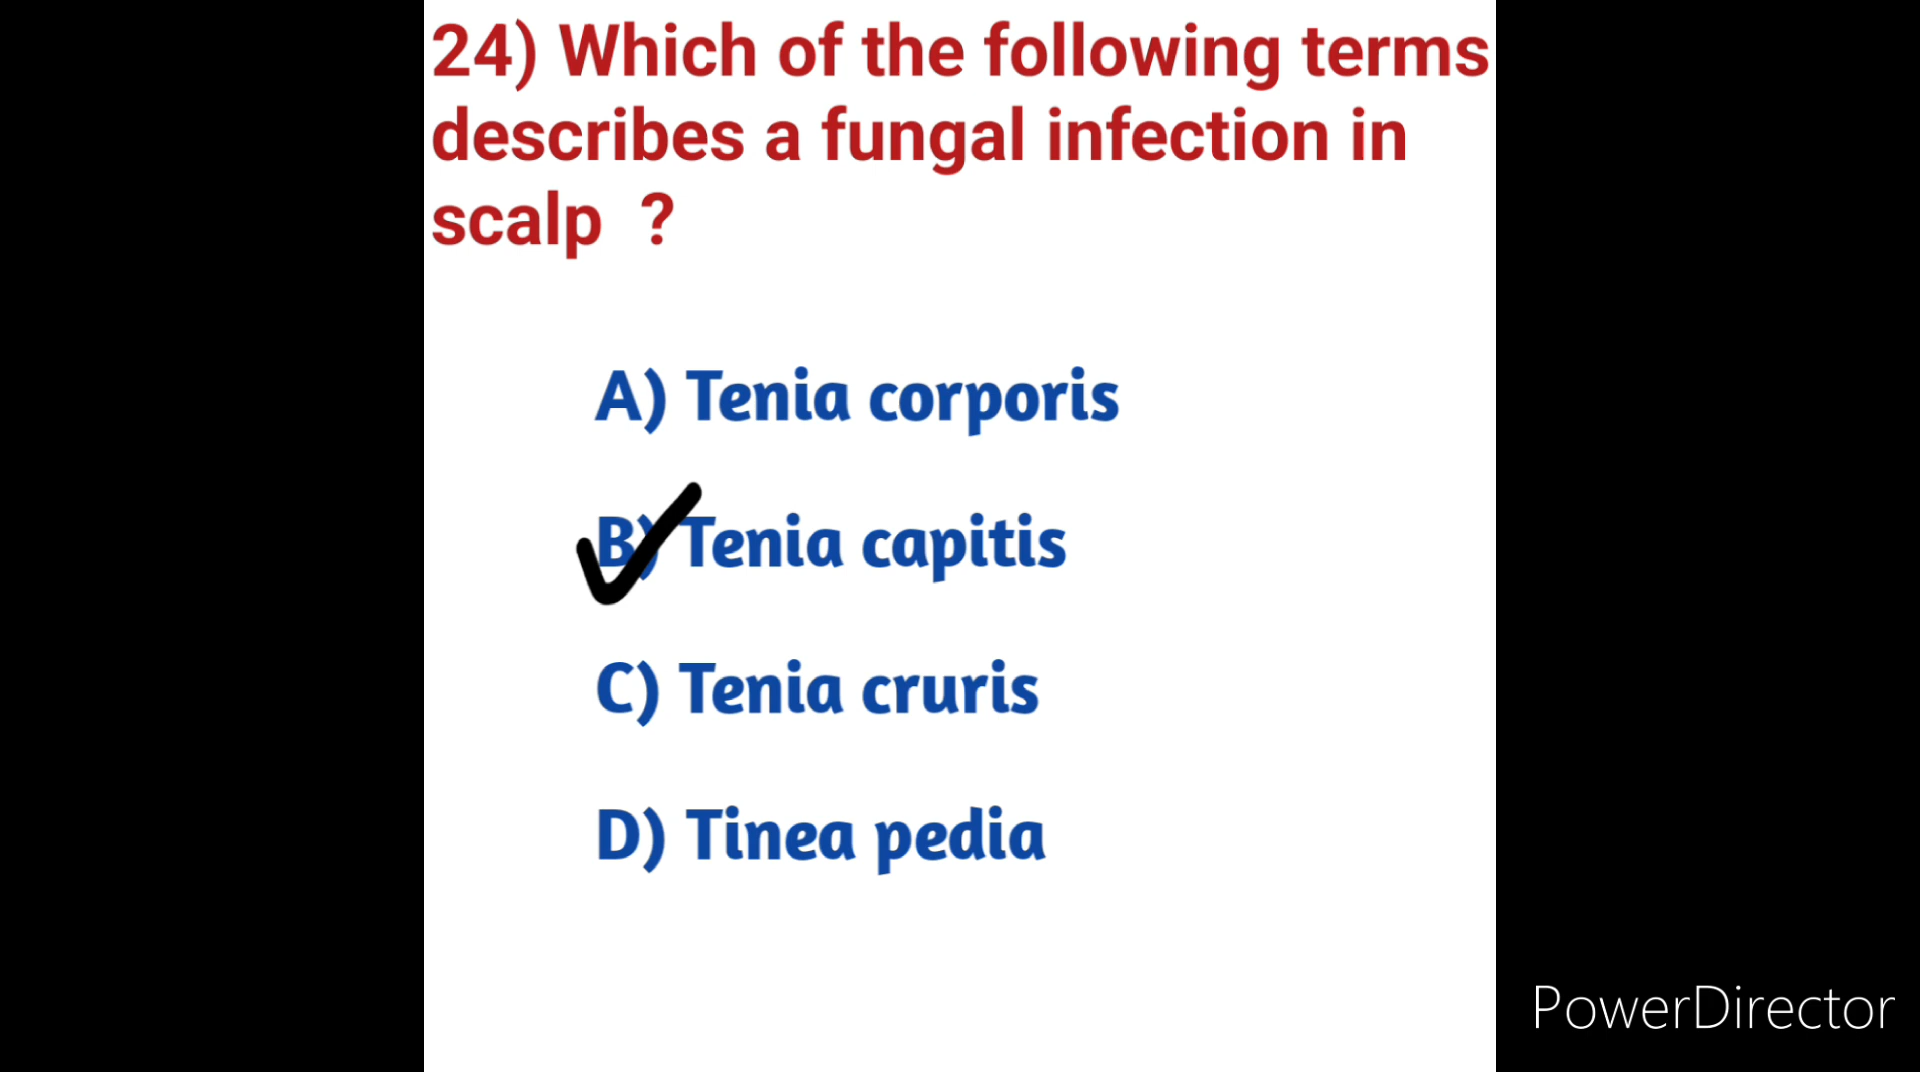 24) Which of the following terms
describes a fungal infection in
scalp ?
A) Tenia corporis
B) Tenia capitis
C) Tenia cruris
D) Tinea pedia
PowerDirector